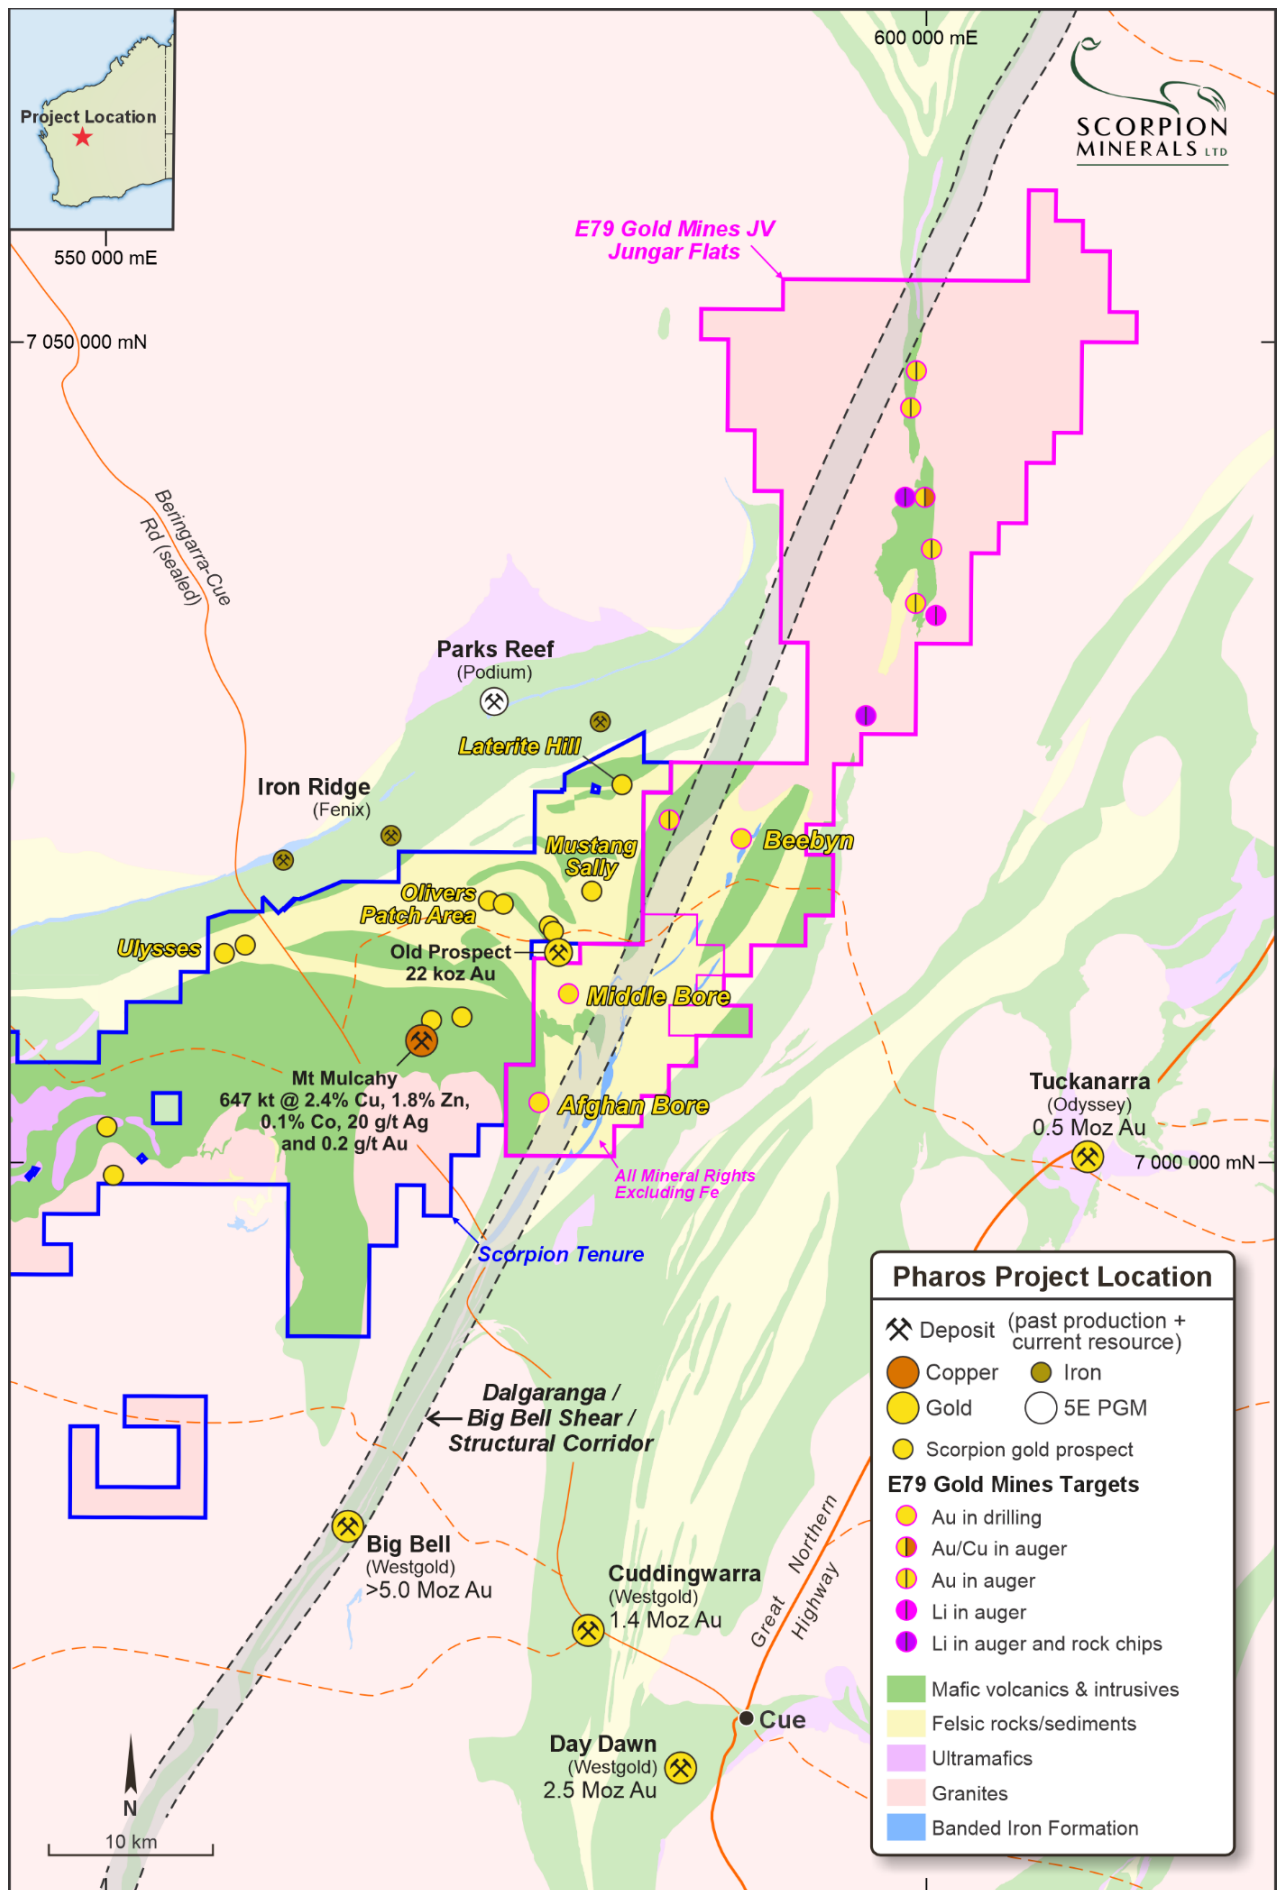 600 000 mE
SCORPION
MINERALS LTD
Project Location
550 000 mE
E79 Gold Mines JV
Jungar Flats
7 050 000 mN
Beringarra-Cue
Rd (sealed)
Parks Reef
(Podium)
Laterite Hill
Iron Ridge
(Fenix)
Mustang
Sally
Beebyn
Olivers
Patch Area
Ulysses
Old Prospect
22 koz Au
Middle Bore
Mt Mulcahy
647 kt @ 2.4% Cu, 1.8% Zn,
0.1% Co, 20 g/t Ag
and 0.2 g/t Au
Afghan Bore
Tuckanarra
(Odyssey)
0.5 Moz Au
7 000 000 mN
All Mineral Rights
Excluding Fe
Scorpion Tenure
Dalgaranga /
Big Bell Shear /
Structural Corridor
Big Bell
(Westgold)
>5.0 Moz Au
Cuddingwarra
(Westgold)
1.4 Moz Au
Great Northern
Highway
Cue
Day Dawn
(Westgold)
2.5 Moz Au
N
10 km
Pharos Project Location
Deposit (past production +
current resource)
Copper
Iron
Gold
5E PGM
Scorpion gold prospect
E79 Gold Mines Targets
Au in drilling
Au/Cu in auger
Au in auger
Li in auger
Li in auger and rock chips
Mafic volcanics & intrusives
Felsic rocks/sediments
Ultramafics
Granites
Banded Iron Formation